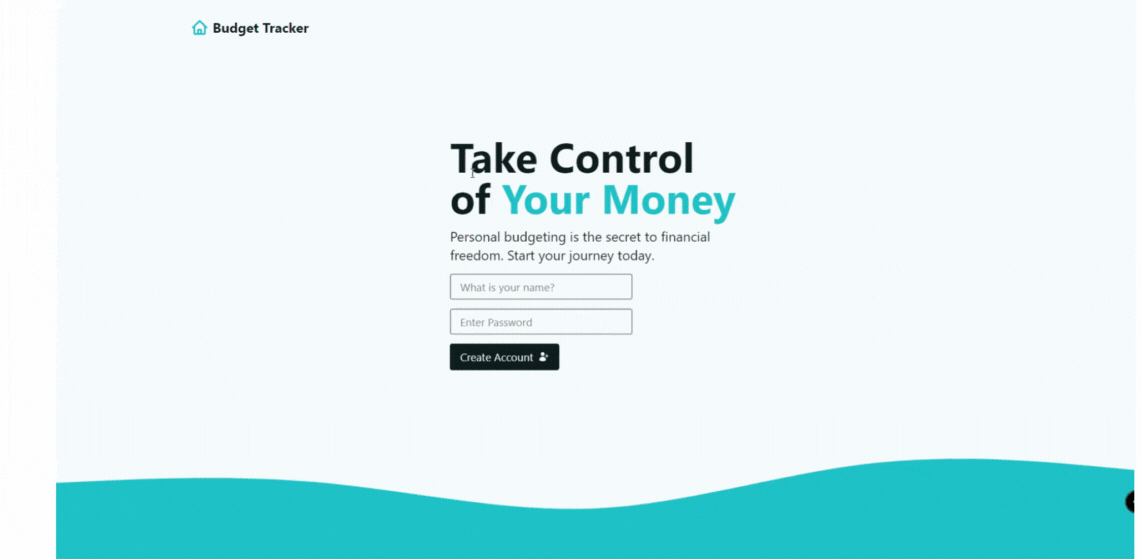 Budget Tracker
Take Control
of Your Money
Personal budgeting is the secret to financial
freedom. Start your journey today.
What is your name?
Enter Password
Create Account